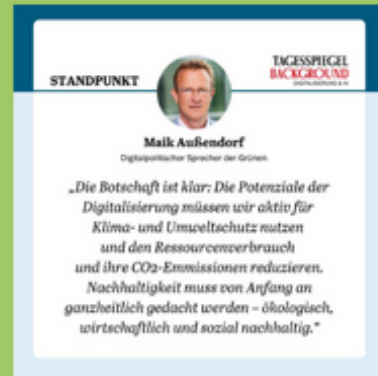 STANDPUNKT
TAGESSPIEGEL
BACKGROUND
DIGITALISIERUNG & KI
Maik Außendorf
Digitalpolitischer Sprecher der Grünen
„Die Botschaft ist klar: Die Potenziale der
Digitalisierung müssen wir aktiv für
Klima- und Umweltschutz nutzen
und den Ressourcenverbrauch
und ihre CO2-Emmissionen reduzieren.
Nachhaltigkeit muss von Anfang an
ganzheitlich gedacht werden – ökologisch,
wirtschaftlich und sozial nachhaltig.“